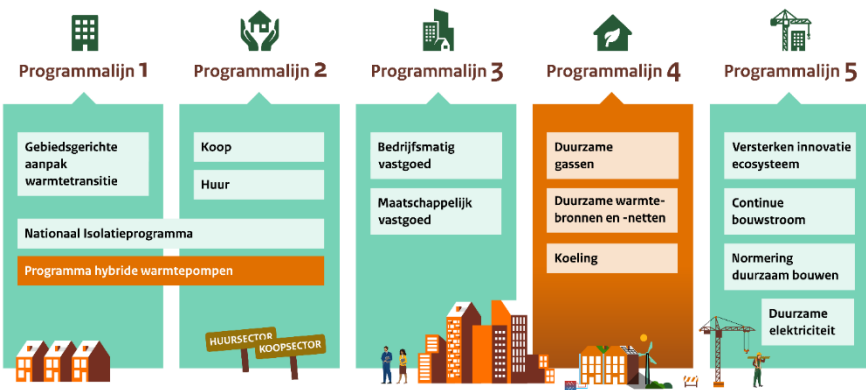 Programmalijn 1
Gebiedsgerichte
aanpak
warmtetransitie
Programmalijn 2
Koop
Huur
Nationaal Isolatieprogramma
Programma hybride warmtepompen
HUURSECTOR
KOOPSECTOR
Programmalijn 3
Bedrijfsmatig
vastgoed
Maatschappelijk
vastgoed
Programmalijn 4
Duurzame
gassen
Duurzame warmte-
bronnen en -netten
Koeling
Programmalijn 5
Versterken innovatie
ecosysteem
Continue
bouwstroom
Normering
duurzaam bouwen
Duurzame
elektriciteit